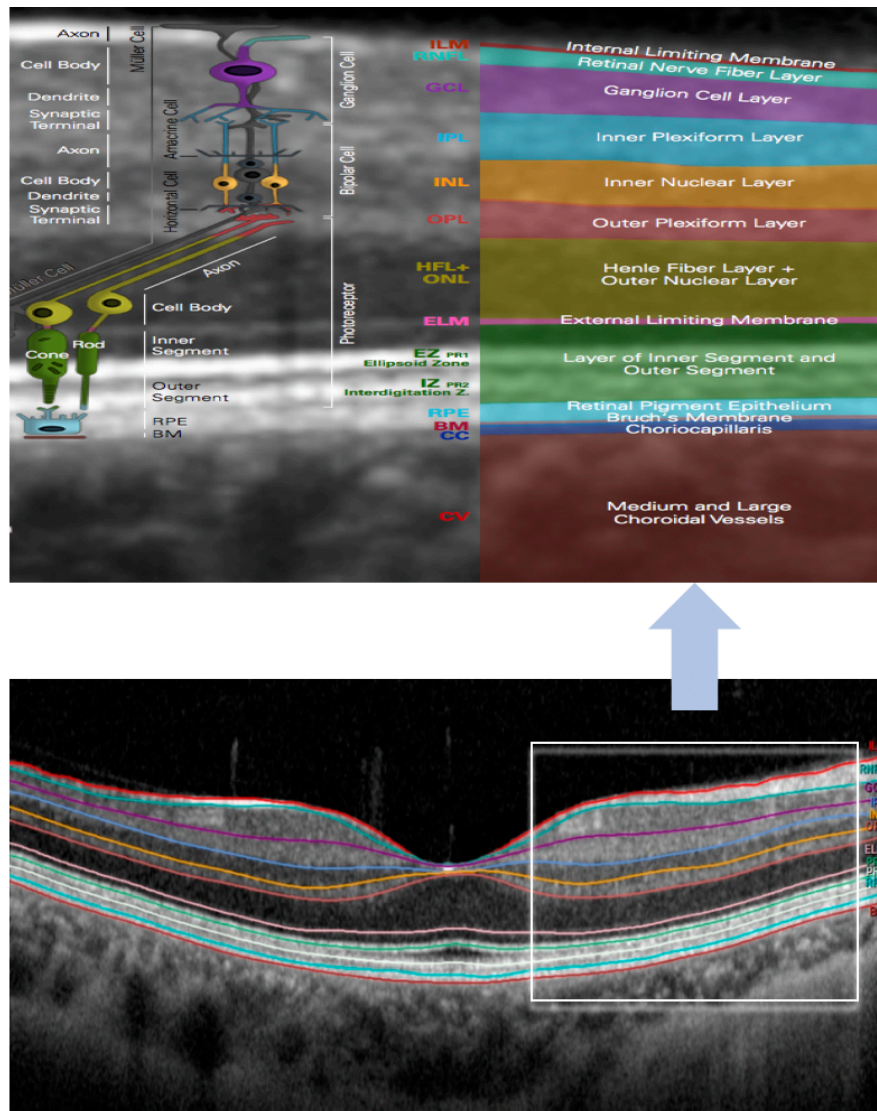 Axon
Cell Body
Dendrite
Synaptic
Terminal
Axon
Cell Body
Dendrite
Synaptic
Terminal
Müller Cell
Amacrine Cell
Horizontal Cell
Ganglion Cell
Bipolar Cell
Photoreceptor
Müller Cell
Axon
Cone
Rod
Cell Body
Inner
Segment
Outer
Segment
RPE
BM
ILM
RNFL
GCL
IPL
INL
OPL
HFL+
ONL
ELM
EZ PR1
Ellipsoid Zone
IZ PR2
Interdigitation Z.
RPE
BM
CC
CV
Internal Limiting Membrane
Retinal Nerve Fiber Layer
Ganglion Cell Layer
Inner Plexiform Layer
Inner Nuclear Layer
Outer Plexiform Layer
Henle Fiber Layer +
Outer Nuclear Layer
External Limiting Membrane
Layer of Inner Segment and
Outer Segment
Retinal Pigment Epithelium
Bruch's Membrane
Choriocapillaris
Medium and Large
Choroidal Vessels